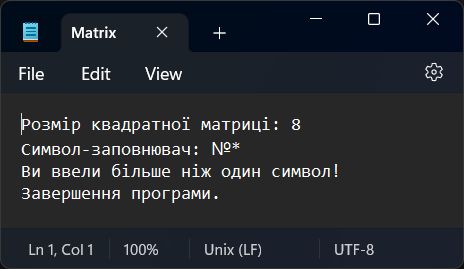 Matrix
File Edit View
Розмір квадратної матриці: 8
Символ-заповнювач: №*
Ви ввели більше ніж один символ!
Завершення програми.
Ln 1, Col 1 100% Unix (LF) UTF-8